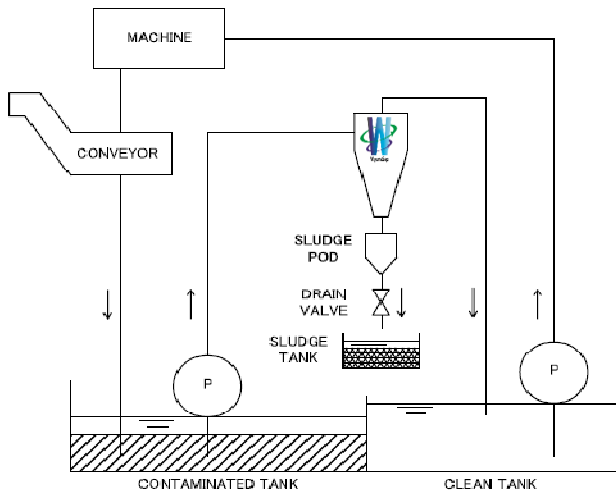 MACHINE
CONVEYOR
W
SLUDGE
POD
DRAIN
VALVE
SLUDGE
TANK
P
P
CONTAMINATED TANK
CLEAN TANK